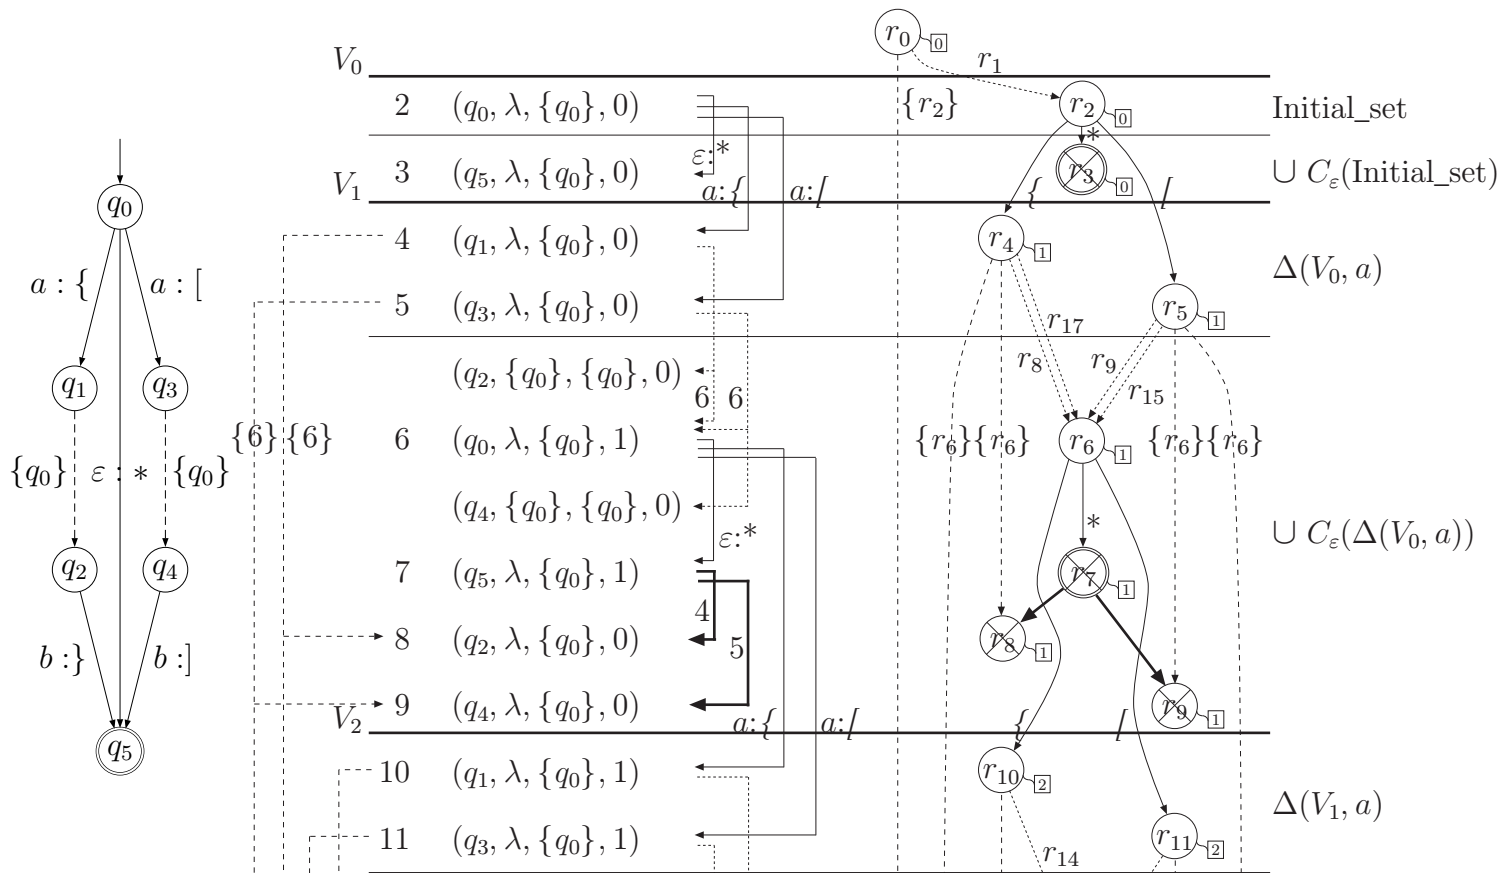 r0 0
V0
r1
2 (q0, λ, {q0}, 0) {r2} r2 0 Initial_set
ε:* *
3 (q5, λ, {q0}, 0) r3 0 ∪ Cε(Initial_set)
V1 a:{ a:[ { [
q0
4 (q1, λ, {q0}, 0) r4 1
Δ(V0, a)
a : { a : [
5 (q3, λ, {q0}, 0) r5 1
r17
r8 r9
(q2, {q0}, {q0}, 0)
q1 q3
6 6 r15
{6} {6} 6 (q0, λ, {q0}, 1) {r6} {r6} r6 1 {r6} {r6}
{q0} ε : * {q0}
(q4, {q0}, {q0}, 0)
ε:* * ∪ Cε(Δ(V0, a))
q2 q4
7 (q5, λ, {q0}, 1) r7 1
4
8 (q2, λ, {q0}, 0) r8 1
5
b :} b :]
9 (q4, λ, {q0}, 0) r9 1
V2 a:{ a:[ { [
q5
10 (q1, λ, {q0}, 1) r10 2
Δ(V1, a)
11 (q3, λ, {q0}, 1) r11 2
r14